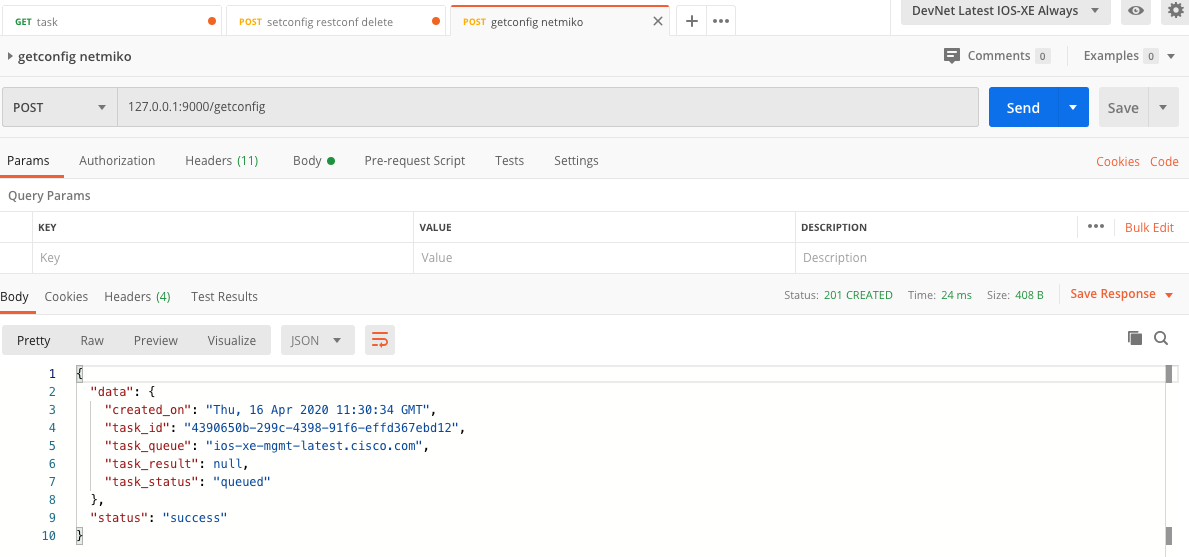 GET task POST setconfig restconf delete POST getconfig netmiko DevNet Latest IOS-XE Always
getconfig netmiko Comments 0 Examples 0
POST 127.0.0.1:9000/getconfig Send Save
Params Authorization Headers (11) Body Pre-request Script Tests Settings Cookies Code
Query Params
KEY VALUE DESCRIPTION Bulk Edit
Key Value Description
Body Cookies Headers (4) Test Results Status: 201 CREATED Time: 24 ms Size: 408 B Save Response
Pretty Raw Preview Visualize JSON
1 {
2 "data": {
3 "created_on": "Thu, 16 Apr 2020 11:30:34 GMT",
4 "task_id": "4390650b-299c-4398-91f6-effd367ebd12",
5 "task_queue": "ios-xe-mgmt-latest.cisco.com",
6 "task_result": null,
7 "task_status": "queued"
8 },
9 "status": "success"
10 }